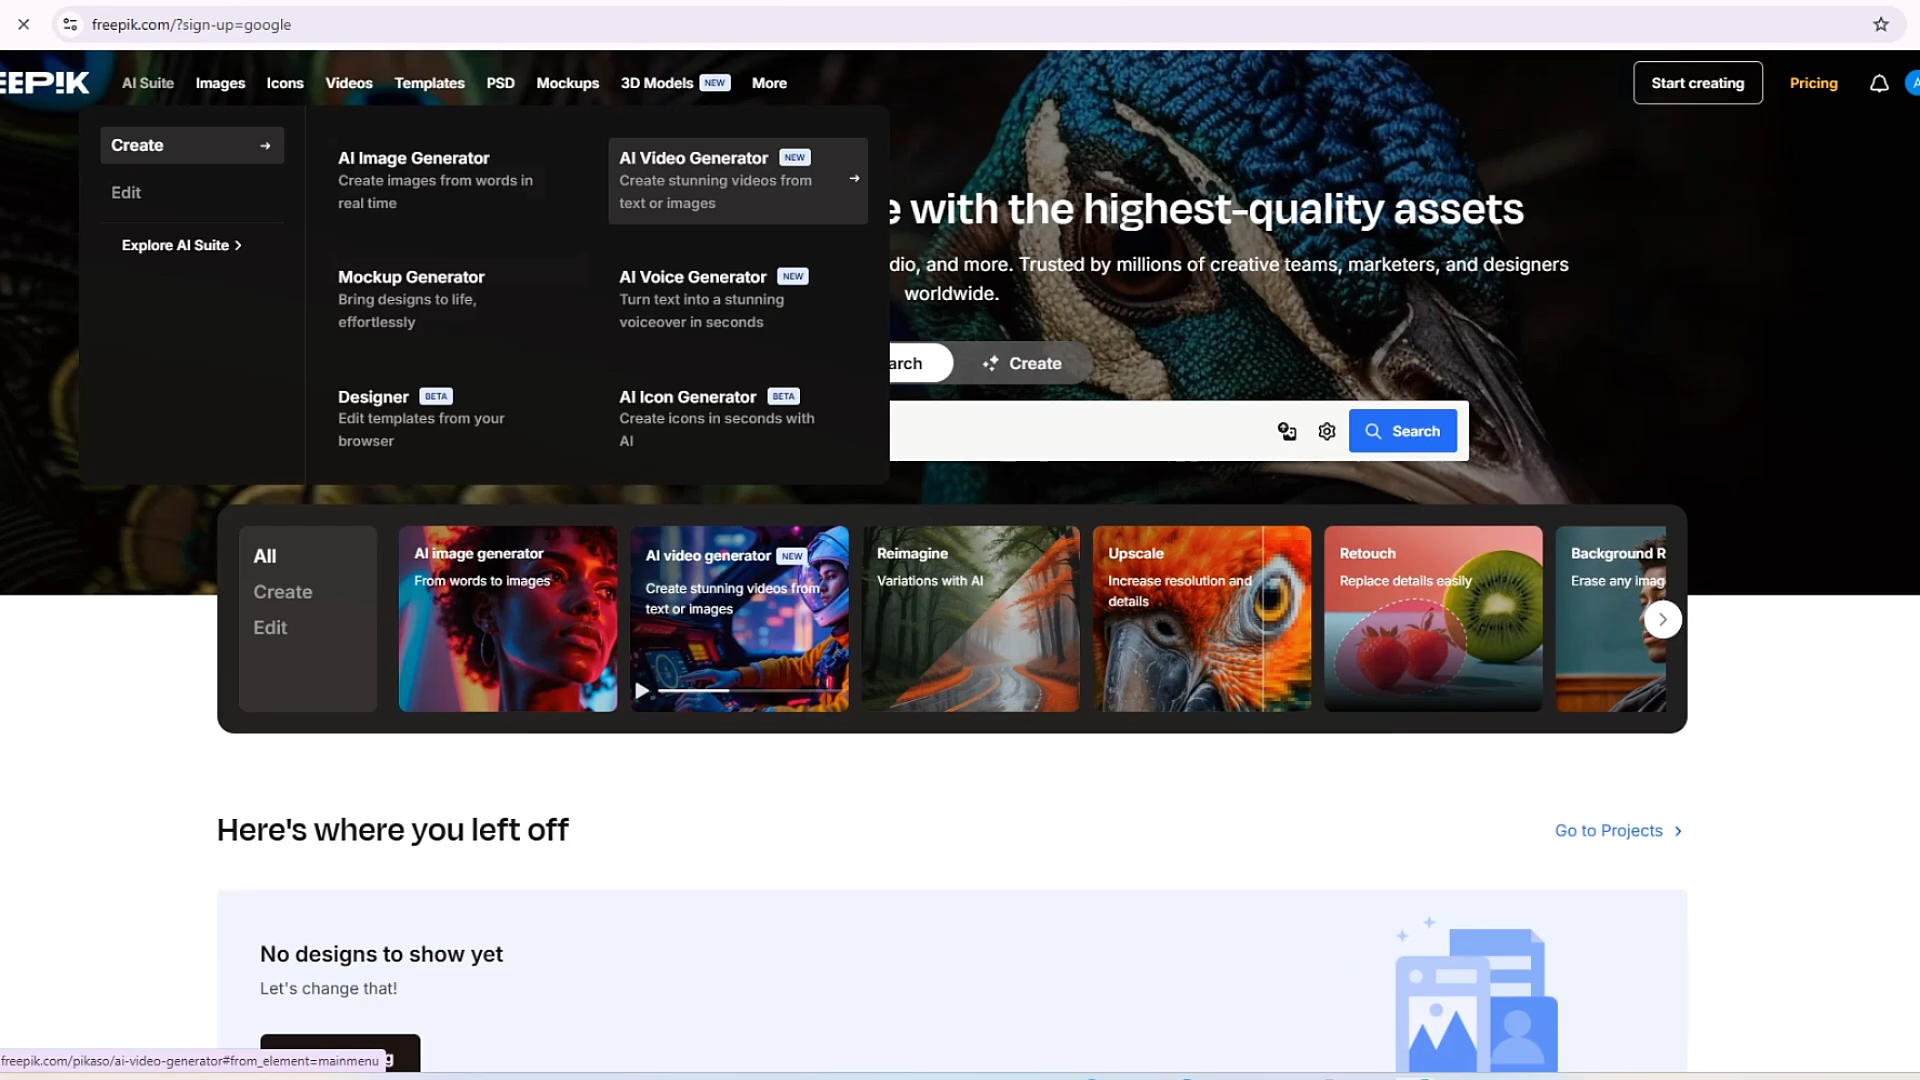 freepik.com/?sign-up=google
EEP!K
AI Suite
Images
Icons
Videos
Templates
PSD
Mockups
3D Models NEW
More
Start creating
Pricing
A
Create
Edit
Explore AI Suite
AI Image Generator
Create images from words in
real time
AI Video Generator NEW
Create stunning videos from
text or images
Mockup Generator
Bring designs to life,
effortlessly
AI Voice Generator NEW
Turn text into a stunning
voiceover in seconds
Designer BETA
Edit templates from your
browser
AI Icon Generator BETA
Create icons in seconds with
AI
e with the highest-quality assets
dio, and more. Trusted by millions of creative teams, marketers, and designers
worldwide.
arch
Create
Search
All
Create
Edit
AI image generator
From words to images
AI video generator NEW
Create stunning videos from
text or images
Reimagine
Variations with AI
Upscale
Increase resolution and
details
Retouch
Replace details easily
Background R
Erase any imag
Here's where you left off
Go to Projects
No designs to show yet
Let's change that!
g
freepik.com/pikaso/ai-video-generator#from_element=mainmenu